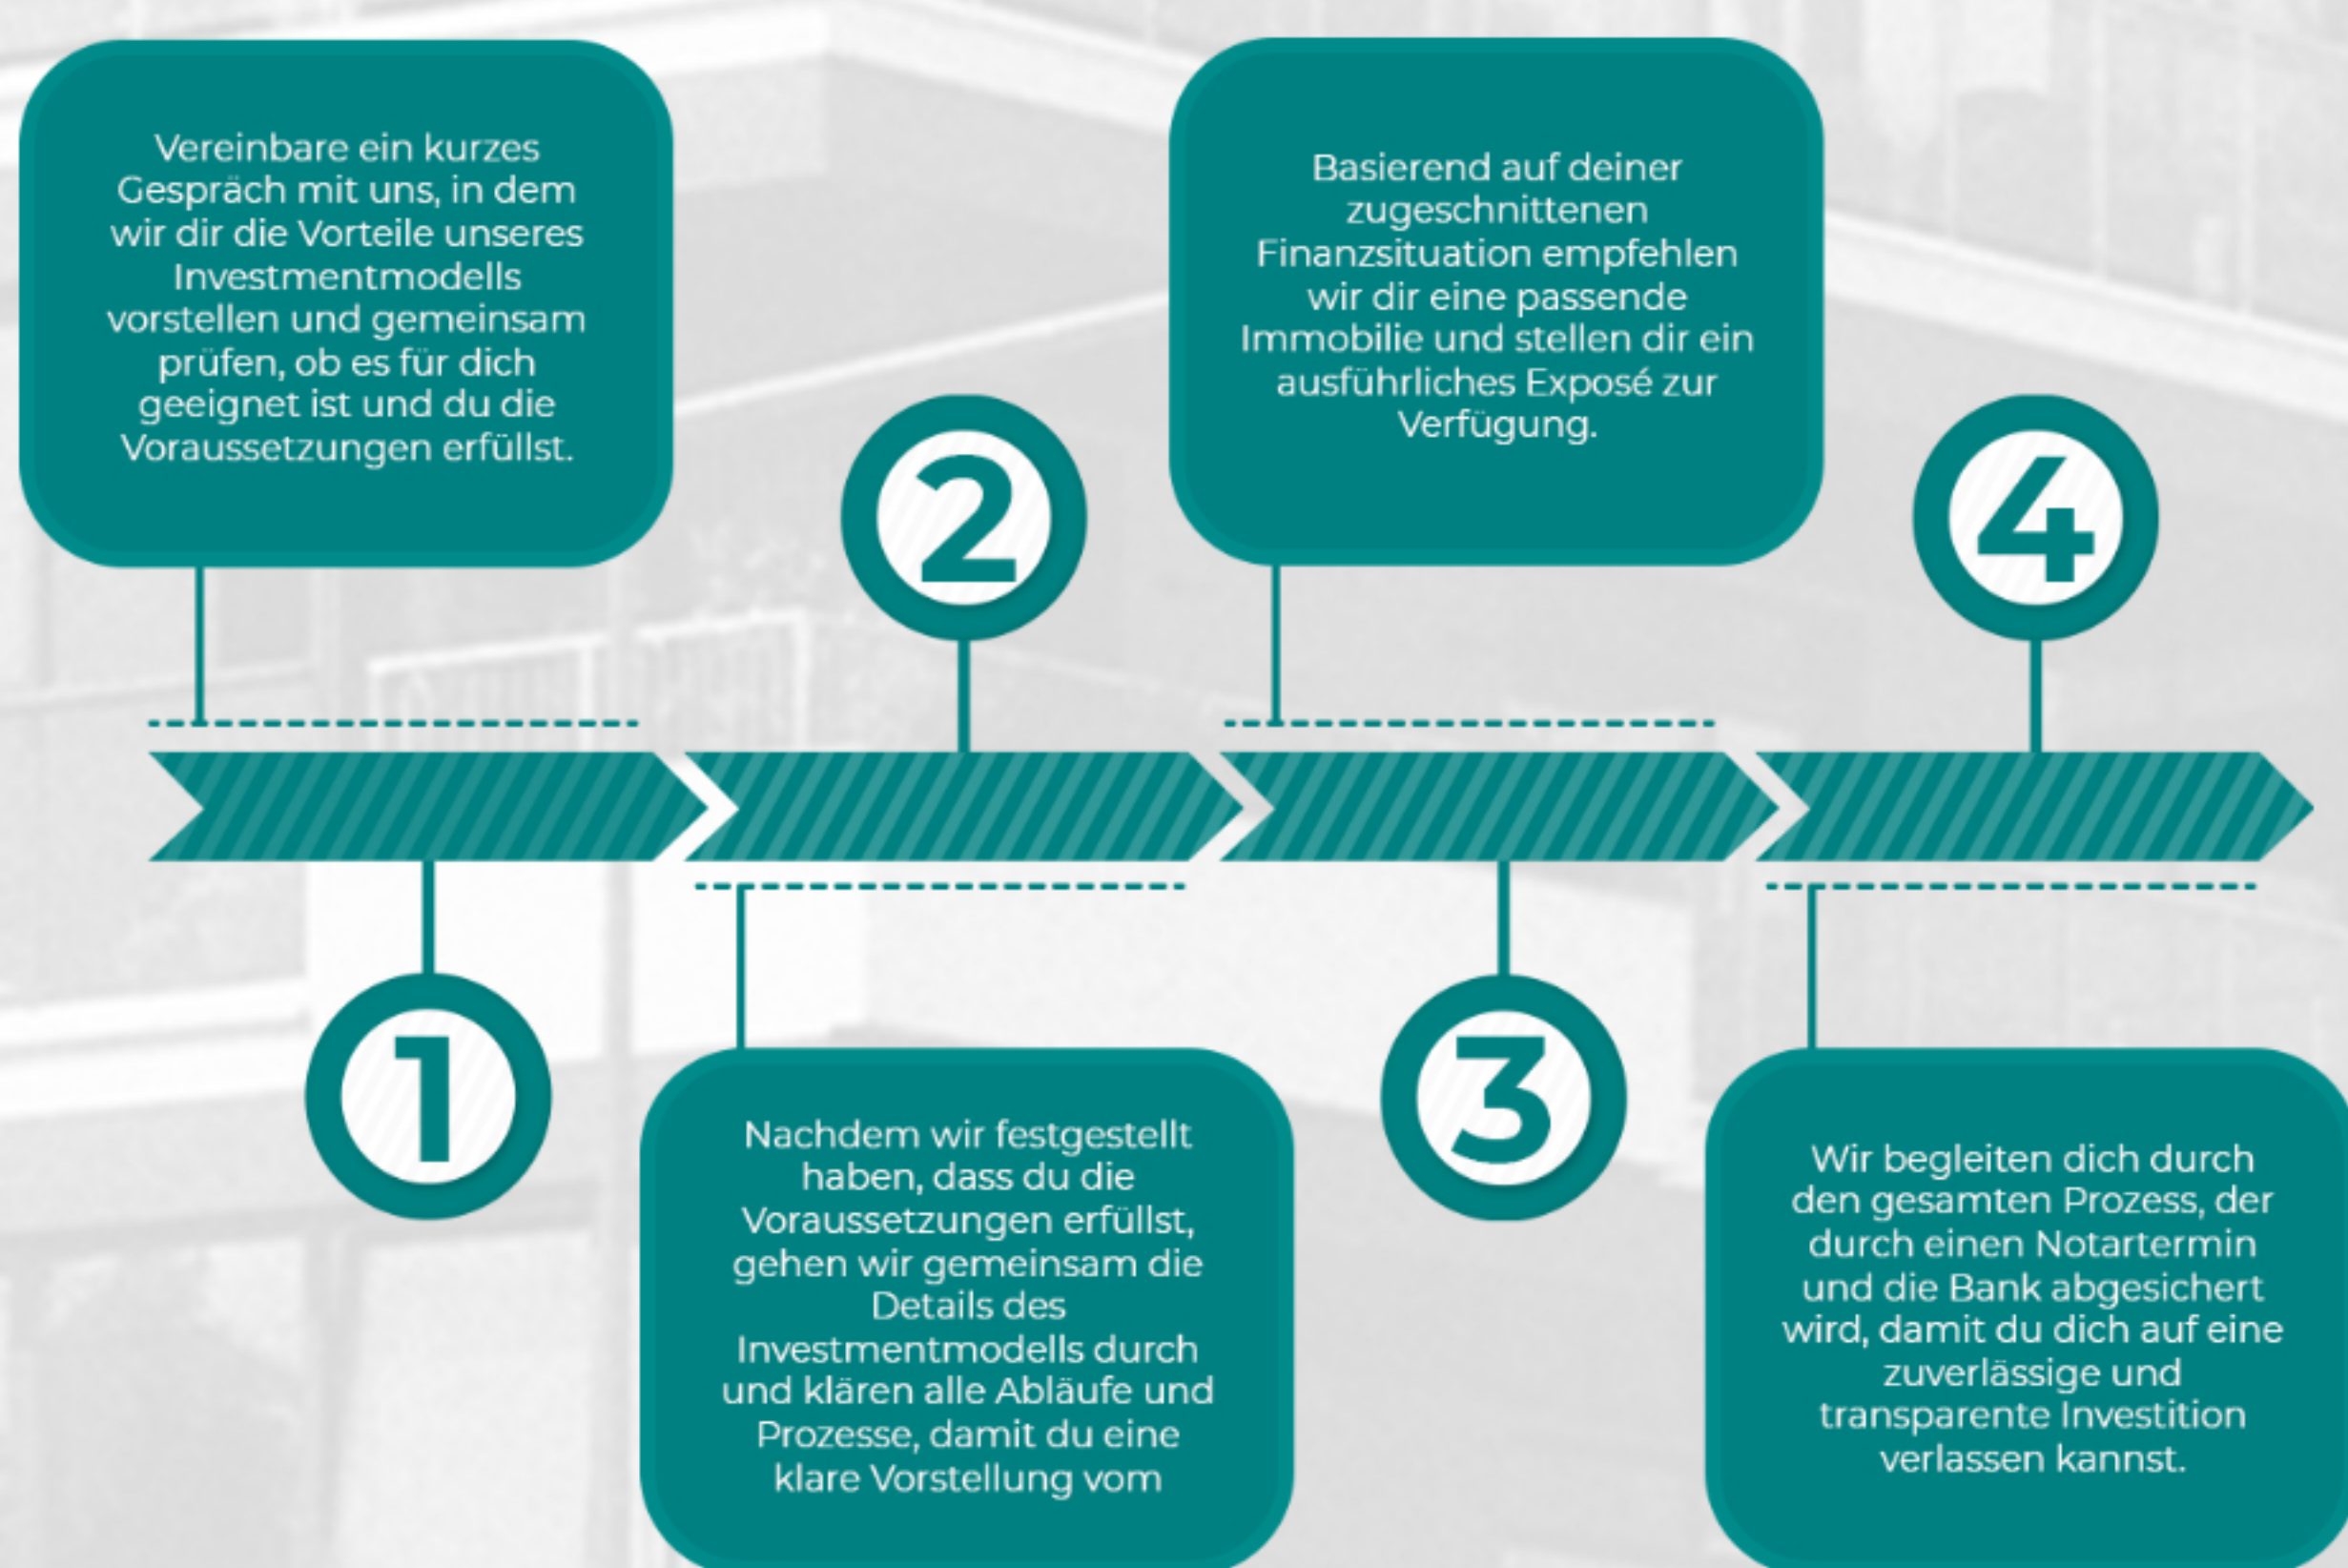 Vereinbare ein kurzes
Gespräch mit uns, in dem
wir dir die Vorteile unseres
Investmentmodells
vorstellen und gemeinsam
prüfen, ob es für dich
geeignet ist und du die
Voraussetzungen erfüllst.
1
2
Nachdem wir festgestellt
haben, dass du die
Voraussetzungen erfüllst,
gehen wir gemeinsam die
Details des
Investmentmodells durch
und klären alle Abläufe und
Prozesse, damit du eine
klare Vorstellung vom
Basierend auf deiner
zugeschnittenen
Finanzsituation empfehlen
wir dir eine passende
Immobilie und stellen dir ein
ausführliches Exposé zur
Verfügung.
3
4
Wir begleiten dich durch
den gesamten Prozess, der
durch einen Notartermin
und die Bank abgesichert
wird, damit du dich auf eine
zuverlässige und
transparente Investition
verlassen kannst.